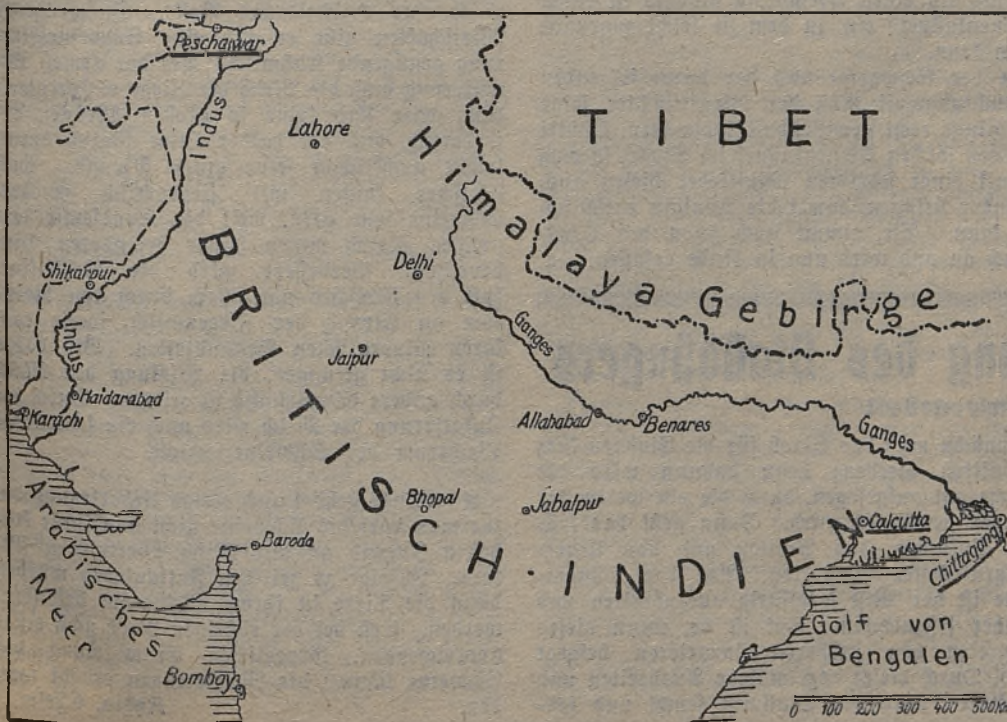 Peschawar
Indus
Lahore
TIBET
Himalaya Gebirge
BRITISCH-INDIEN
Delhi
Shikarpur
Indus
Jaipur
Ganges
Haidarabad
Karachi
Allahabad
Benares
Ganges
Bhopal
Jabalpur
Calcutta
Chittagong
Baroda
Arabisches
Meer
Golf von
Bengalen
Bombay
0 100 200 300 400 500